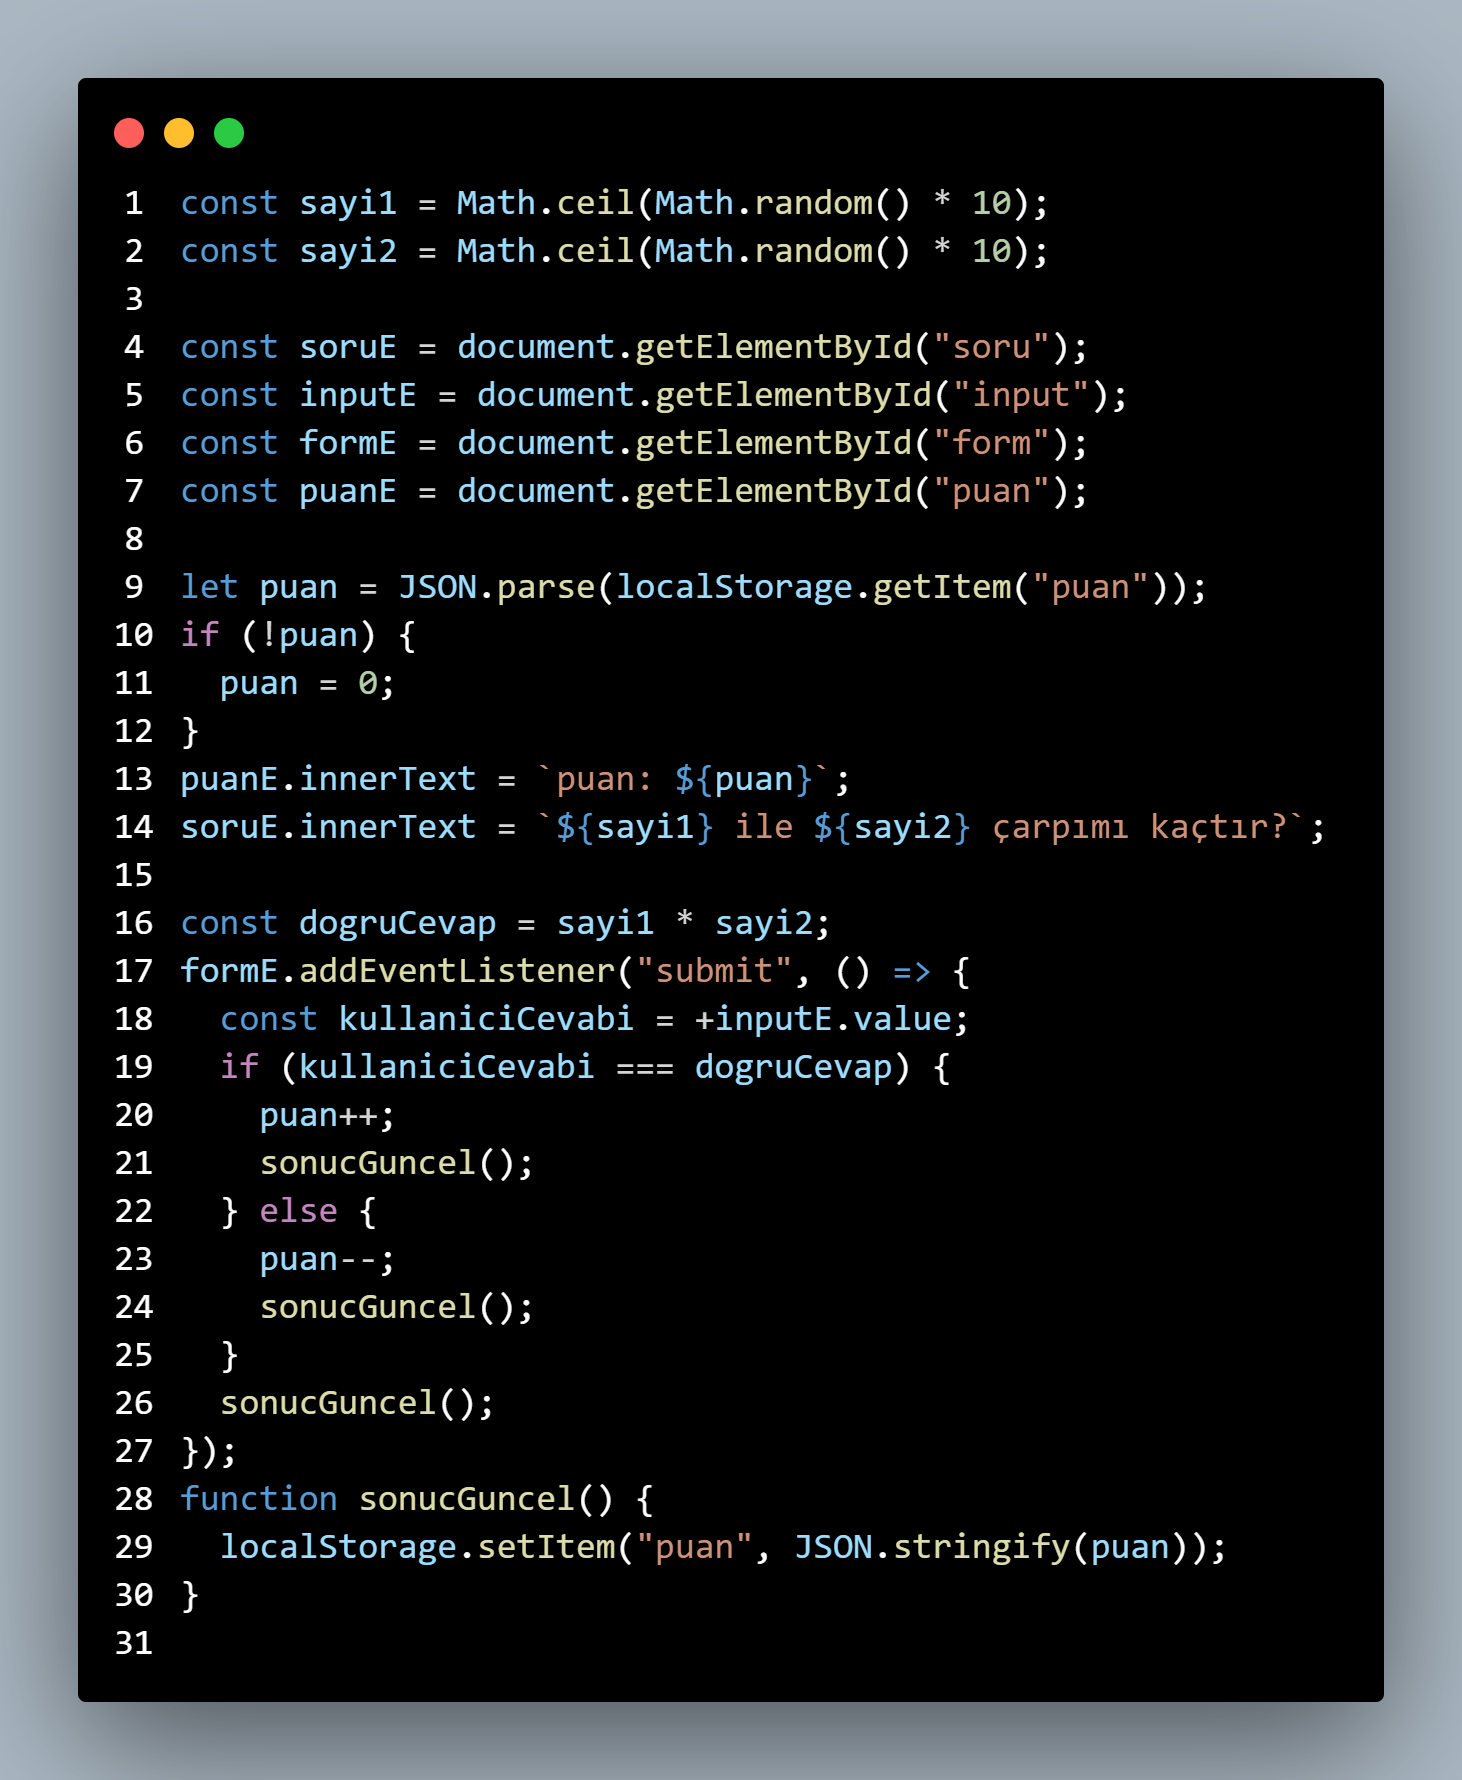 1 const sayi1 = Math.ceil(Math.random() * 10);
2 const sayi2 = Math.ceil(Math.random() * 10);
3
4 const soruE = document.getElementById("soru");
5 const inputE = document.getElementById("input");
6 const formE = document.getElementById("form");
7 const puanE = document.getElementById("puan");
8
9 let puan = JSON.parse(localStorage.getItem("puan"));
10 if (!puan) {
11   puan = 0;
12 }
13 puanE.innerText = `puan: ${puan}`;
14 soruE.innerText = `${sayi1} ile ${sayi2} çarpımı kaçtır?`;
15
16 const dogruCevap = sayi1 * sayi2;
17 formE.addEventListener("submit", () => {
18   const kullaniciCevabi = +inputE.value;
19   if (kullaniciCevabi === dogruCevap) {
20     puan++;
21     sonucGuncel();
22   } else {
23     puan--;
24     sonucGuncel();
25   }
26   sonucGuncel();
27 });
28 function sonucGuncel() {
29   localStorage.setItem("puan", JSON.stringify(puan));
30 }
31